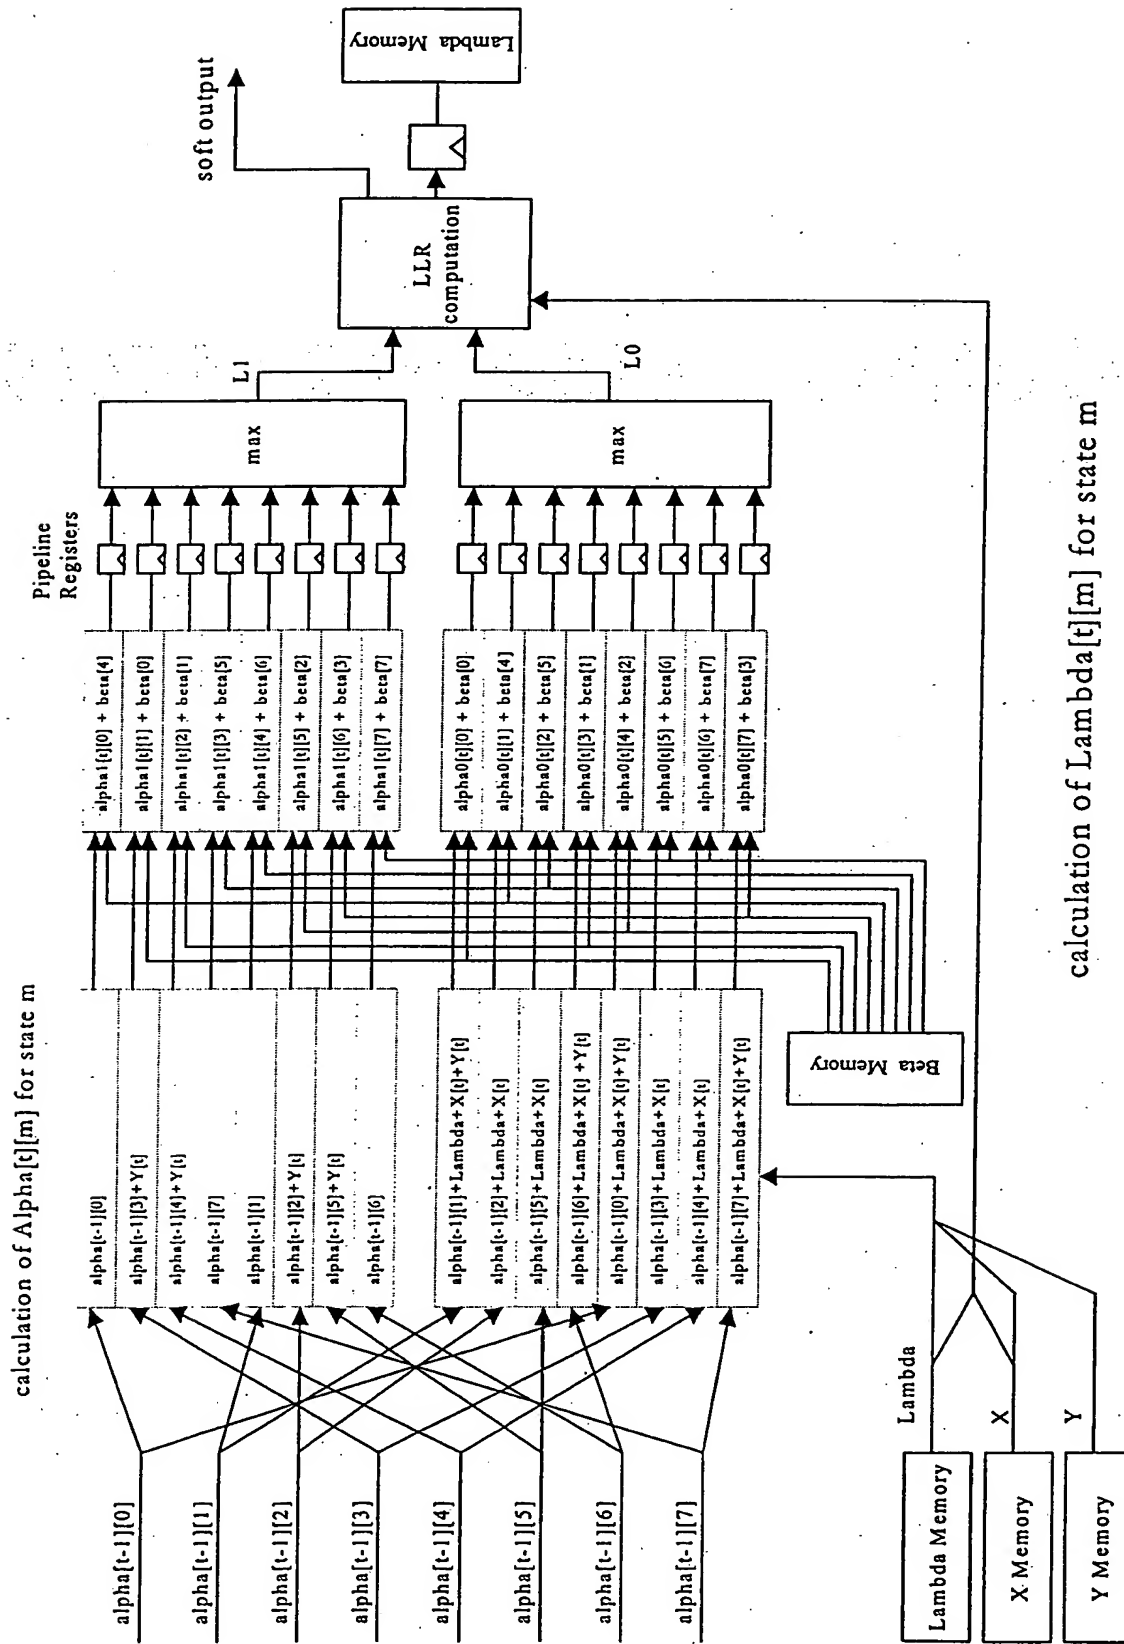 calculation of Alpha[t][m] for state m
alpha[t-1][0]
alpha[t-1][1]
alpha[t-1][2]
alpha[t-1][3]
alpha[t-1][4]
alpha[t-1][5]
alpha[t-1][6]
alpha[t-1][7]
Lambda Memory
X Memory
Y Memory
Lambda
X
Y
alpha[t-1][0]
alpha[t-1][3]+Y[t]
alpha[t-1][4]+Y[t]
alpha[t-1][7]
alpha[t-1][1]
alpha[t-1][2]+Y[t]
alpha[t-1][5]+Y[t]
alpha[t-1][6]
alpha[t-1][1]+Lambda+X[t]+Y[t]
alpha[t-1][2]+Lambda+X[t]
alpha[t-1][5]+Lambda+X[t]
alpha[t-1][6]+Lambda+X[t]+Y[t]
alpha[t-1][0]+Lambda+X[t]+Y[t]
alpha[t-1][3]+Lambda+X[t]
alpha[t-1][4]+Lambda+X[t]
alpha[t-1][7]+Lambda+X[t]+Y[t]
Beta Memory
alpha1[t][0] + beta[4]
alpha1[t][1] + beta[0]
alpha1[t][2] + beta[1]
alpha1[t][3] + beta[5]
alpha1[t][4] + beta[6]
alpha1[t][5] + beta[2]
alpha1[t][6] + beta[3]
alpha1[t][7] + beta[7]
alpha0[t][0] + beta[0]
alpha0[t][1] + beta[4]
alpha0[t][2] + beta[5]
alpha0[t][3] + beta[1]
alpha0[t][4] + beta[2]
alpha0[t][5] + beta[6]
alpha0[t][6] + beta[7]
alpha0[t][7] + beta[3]
Pipeline
Registers
max
max
L1
L0
LLR
computation
soft output
Lambda Memory
calculation of Lambda[t][m] for state m